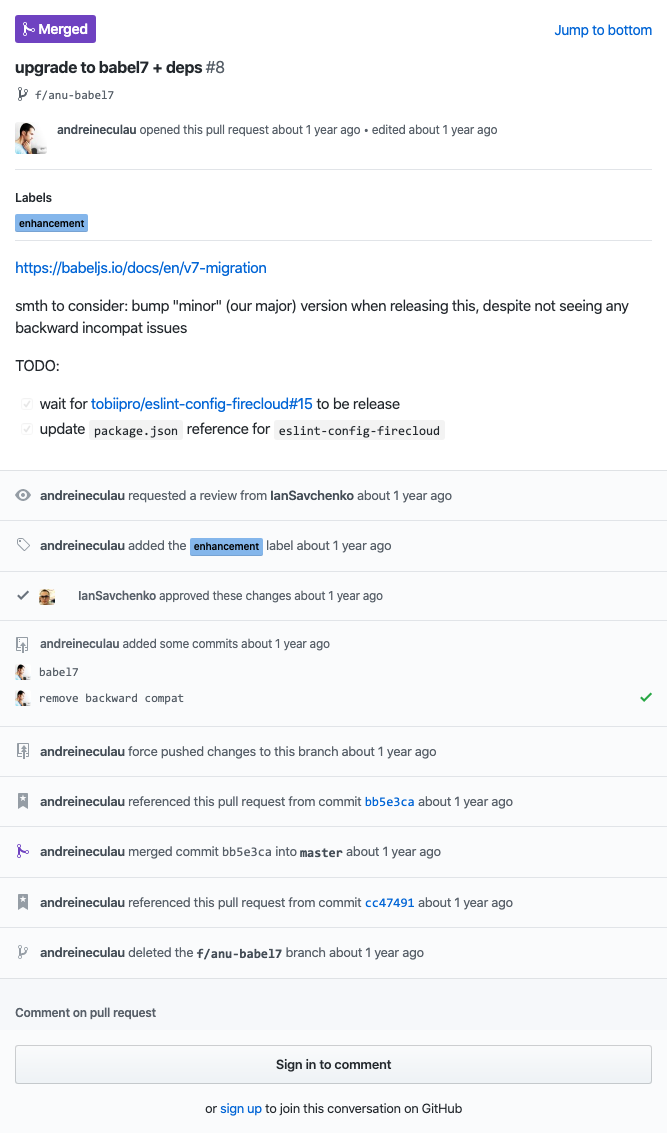 Merged
Jump to bottom
upgrade to babel7 + deps #8
f/anu-babel7
andreineculau opened this pull request about 1 year ago • edited about 1 year ago
Labels
enhancement
https://babeljs.io/docs/en/v7-migration
smth to consider: bump "minor" (our major) version when releasing this, despite not seeing any
backward incompat issues
TODO:
wait for tobiipro/eslint-config-firecloud#15 to be release
update package.json reference for eslint-config-firecloud
andreineculau requested a review from IanSavchenko about 1 year ago
andreineculau added the enhancement label about 1 year ago
IanSavchenko approved these changes about 1 year ago
andreineculau added some commits about 1 year ago
babel7
remove backward compat
andreineculau force pushed changes to this branch about 1 year ago
andreineculau referenced this pull request from commit bb5e3ca about 1 year ago
andreineculau merged commit bb5e3ca into master about 1 year ago
andreineculau referenced this pull request from commit cc47491 about 1 year ago
andreineculau deleted the f/anu-babel7 branch about 1 year ago
Comment on pull request
Sign in to comment
or sign up to join this conversation on GitHub